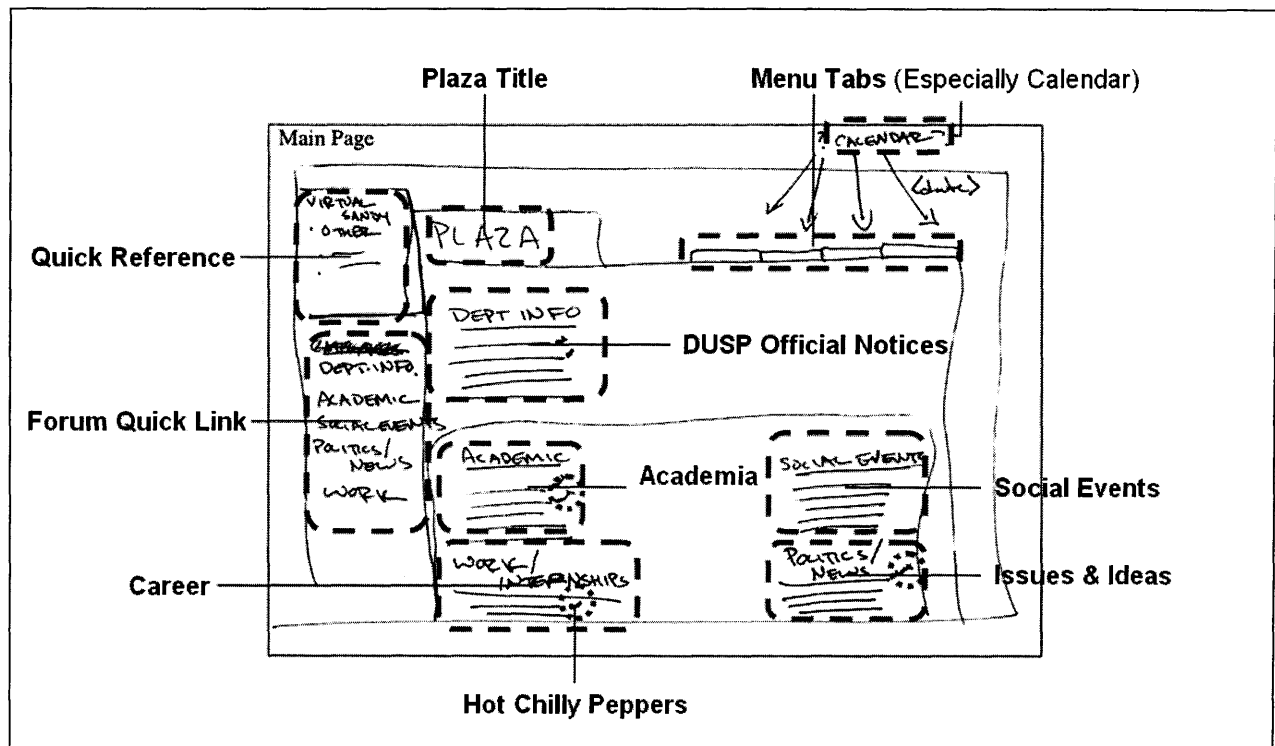 Plaza Title
Menu Tabs (Especially Calendar)
Main Page
CALENDAR
<date>
VIRTUAL
SANDY
· OTHER
PLAZA
Quick Reference
DEPT INFO
DUSP Official Notices
DEPT. INFO.
ACADEMIC
SOCIAL EVENTS
POLITICS/
NEWS
WORK
Forum Quick Link
ACADEMIC
Academia
SOCIAL EVENTS
Social Events
WORK/
INTERNSHIPS
Career
POLITICS/
NEWS
Issues & Ideas
Hot Chilly Peppers